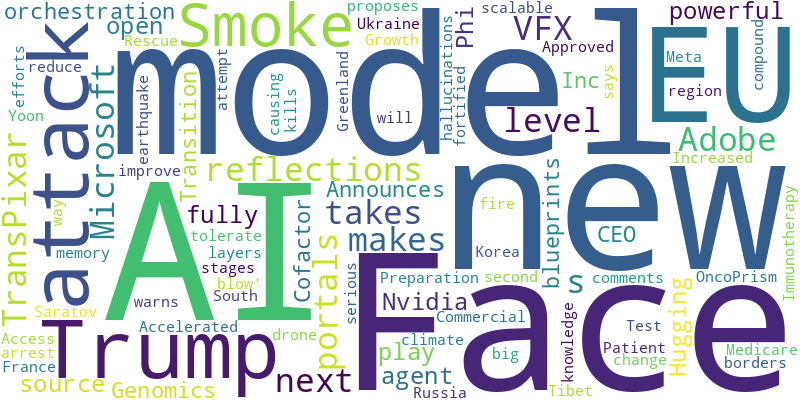 orchestration
proposes
scalable
powerful
Smoke
open
Rescue
Ukraine
Growth
Phi
VFX
Approved
EU
Meta
compound
efforts
reduce
attack
model
Inc
says
region
Yoon
Microsoft
earthquake
Transition
attempt
causing
kills
Greenland
will
hallucinations
fortified
level
Adobe
Increased
TransPixar
improve
reflections
Announces
new
blueprints
way
AI
fully
takes
fire
CEO
Immunotherapy
tolerate
layers
Cofactor
makes
Korea
memory
stages
blow'
portals
s
comments
OncoPrism
warns
South
serious
Preparation
second
Hugging
Saratov
Accelerated
Nvidia
Commercial
knowledge
Test
Face
Access
arrest
Trump
drone
climate
big
Patient
change
Medicare
France
play
agent
borders
source
Genomics
next
Russia
Tibet